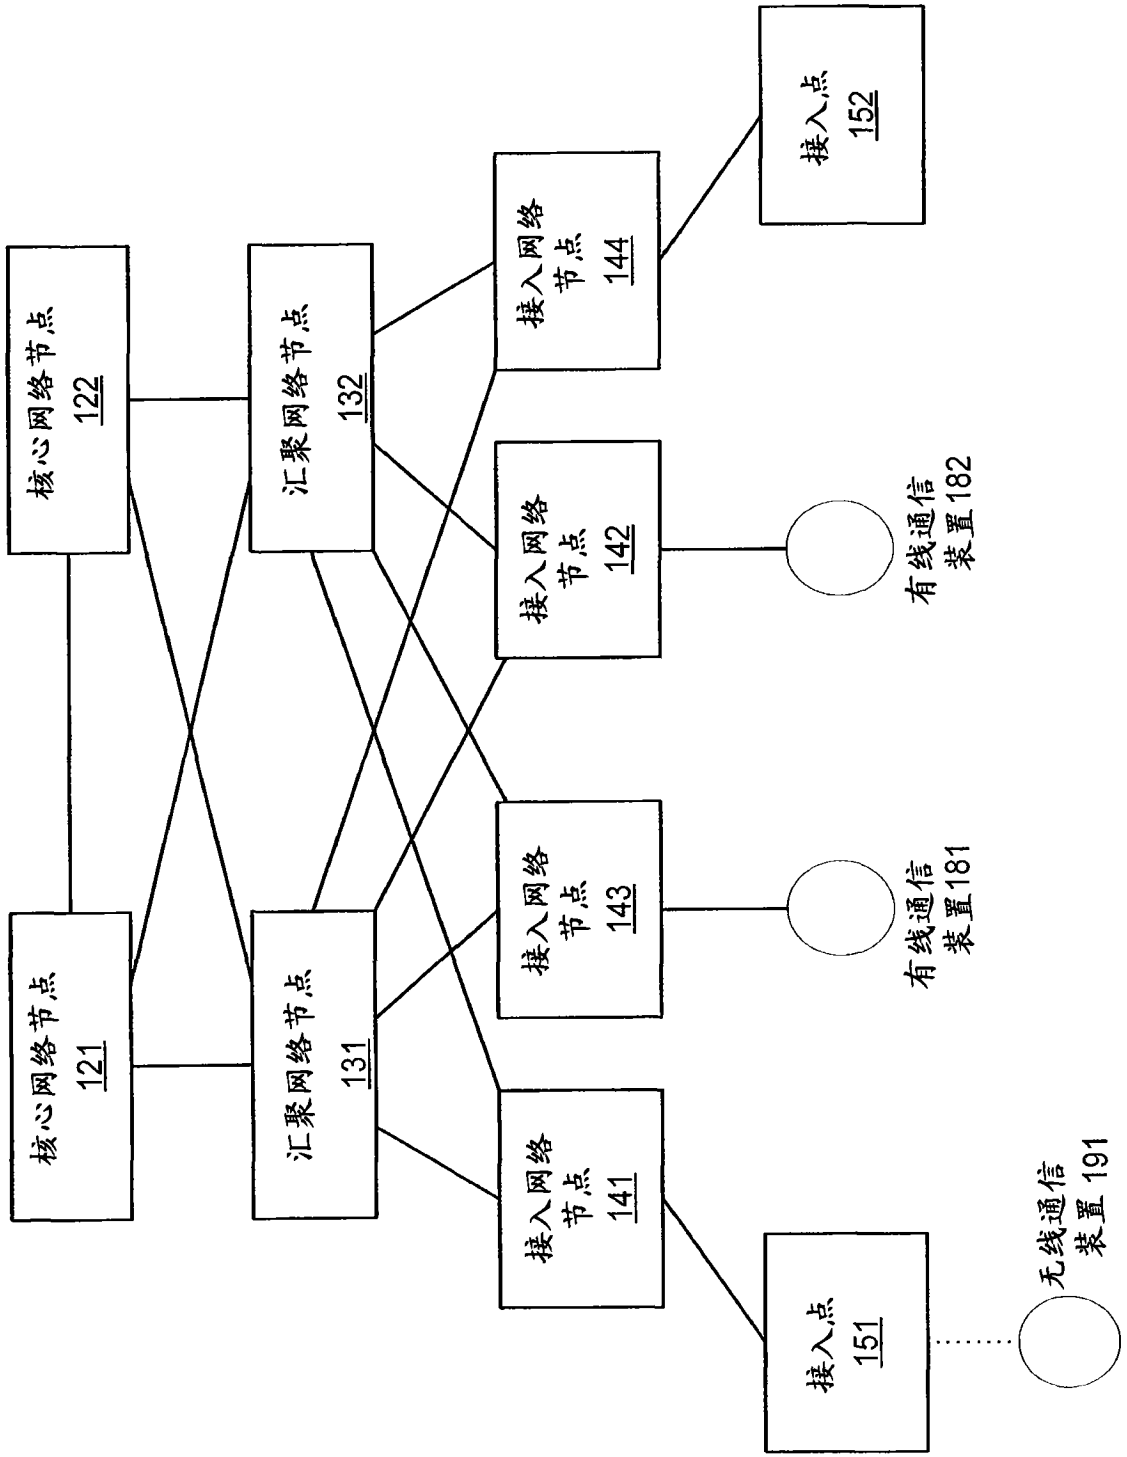 核心网络节点
121
核心网络节点
122
汇聚网络节点
131
汇聚网络节点
132
接入网络
节点
141
接入网络
节点
143
接入网络
节点
142
接入网络
节点
144
接入点
151
有线通信
装置181
有线通信
装置182
接入点
152
无线通信
装置 191